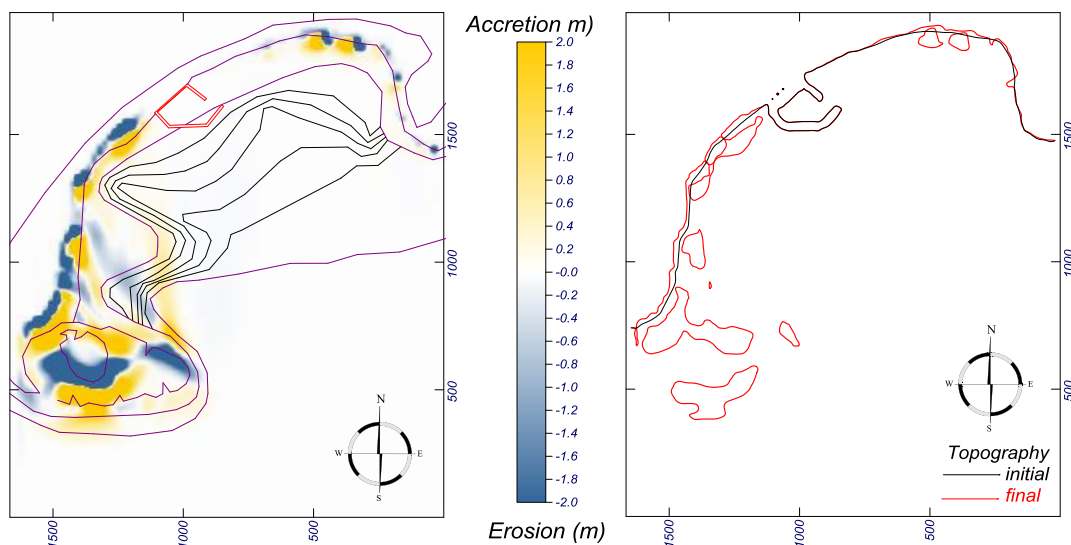 Accretion m)
2.0
1.8
1.6
1.4
1.2
1.0
0.8
0.6
0.4
0.2
-0.0
-0.2
-0.4
-0.6
-0.8
-1.0
-1.2
-1.4
-1.6
-1.8
-2.0
Erosion (m)
1500
1000
500
1500
1000
500
N
W
E
S
1500
1000
500
1500
1000
500
N
W
E
S
Topography
initial
final